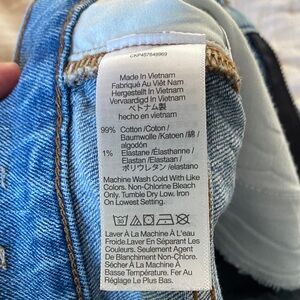 CKP457648969
Made In Vietnam
Fabriqué Au Viêt Nam
Hergestellt In Vietnam
Vervaardigd In Vietnam
ベトナム製
hecho en vietnam
99% Cotton /Coton /
Baumwolle /Katoen /綿 /
algodón
1% Elastane /Élasthanne /
Elastan /Elastaan /
ポリウレタン /elastano
Machine Wash Cold With Like
Colors. Non-Chlorine Bleach
Only. Tumble Dry Low. Iron
On Lowest Setting.
Laver À La Machine À L'eau
Froide.Laver En Séparant Les
Couleurs. Seulement Agent
De Blanchiment Non-Chlore.
Sécher À La Machine À
Basse Température. Fer Au
Réglage Le Plus Bas.